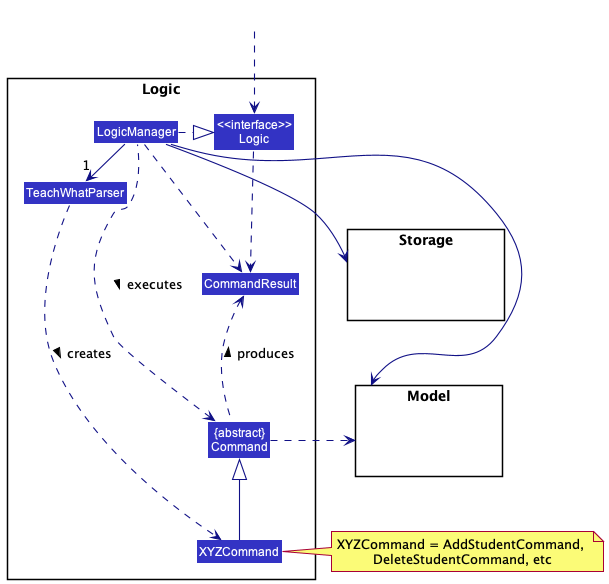 Logic
LogicManager
<<interface>>
Logic
1
TeachWhatParser
Storage
CommandResult
executes
creates
produces
Model
{abstract}
Command
XYZCommand
XYZCommand = AddStudentCommand,
DeleteStudentCommand, etc